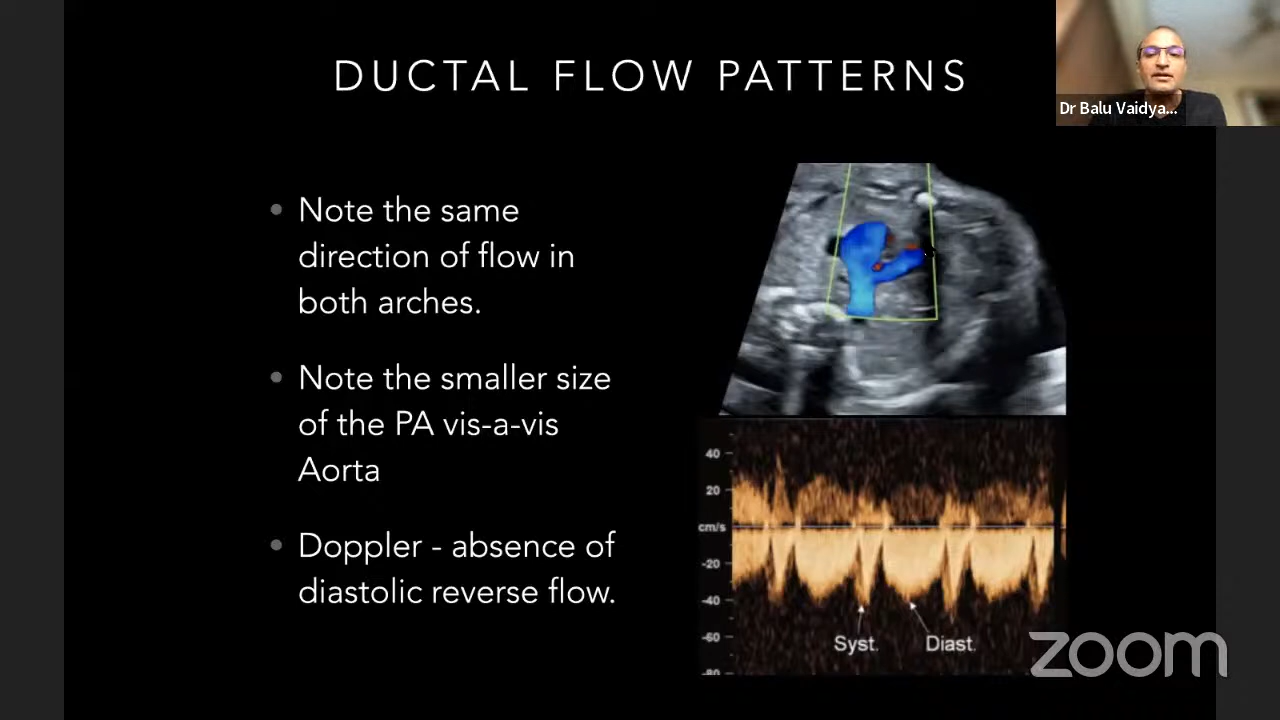 DUCTAL FLOW PATTERNS
Dr Balu Vaidya...
• Note the same
direction of flow in
both arches.
• Note the smaller size
of the PA vis-a-vis
Aorta
• Doppler - absence of
diastolic reverse flow.
40
20
cm/s
-20
-40
-60
-80
Syst.
Diast.
zoom